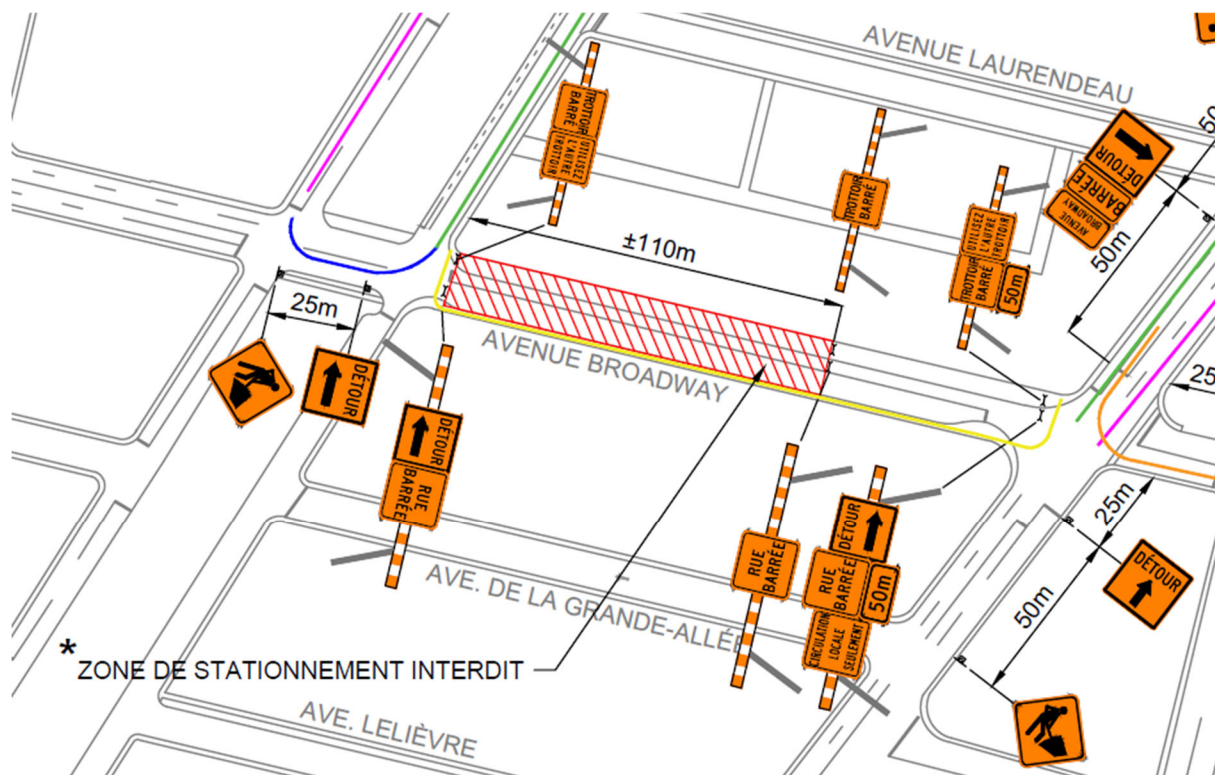 AVENUE LAURENDEAU
TROTTOIR
BARRÉ
UTILISEZ
L'AUTRE
TROTTOIR
TROTTOIR
BARRÉ
UTILISEZ
L'AUTRE
TROTTOIR
TROTTOIR
BARRÉ
50m
DÉTOUR
BARRÉE
AVENUE
BROADWAY
50
50m
±110m
25m
DÉTOUR
AVENUE BROADWAY
25
DÉTOUR
RUE
BARRÉE
RUE
BARRÉE
DÉTOUR
RUE
BARRÉE
50m
CIRCULATION
LOCALE
SEULEMENT
25m
50m
DÉTOUR
AVE. DE LA GRANDE-ALLÉE
* ZONE DE STATIONNEMENT INTERDIT
AVE. LELIÈVRE